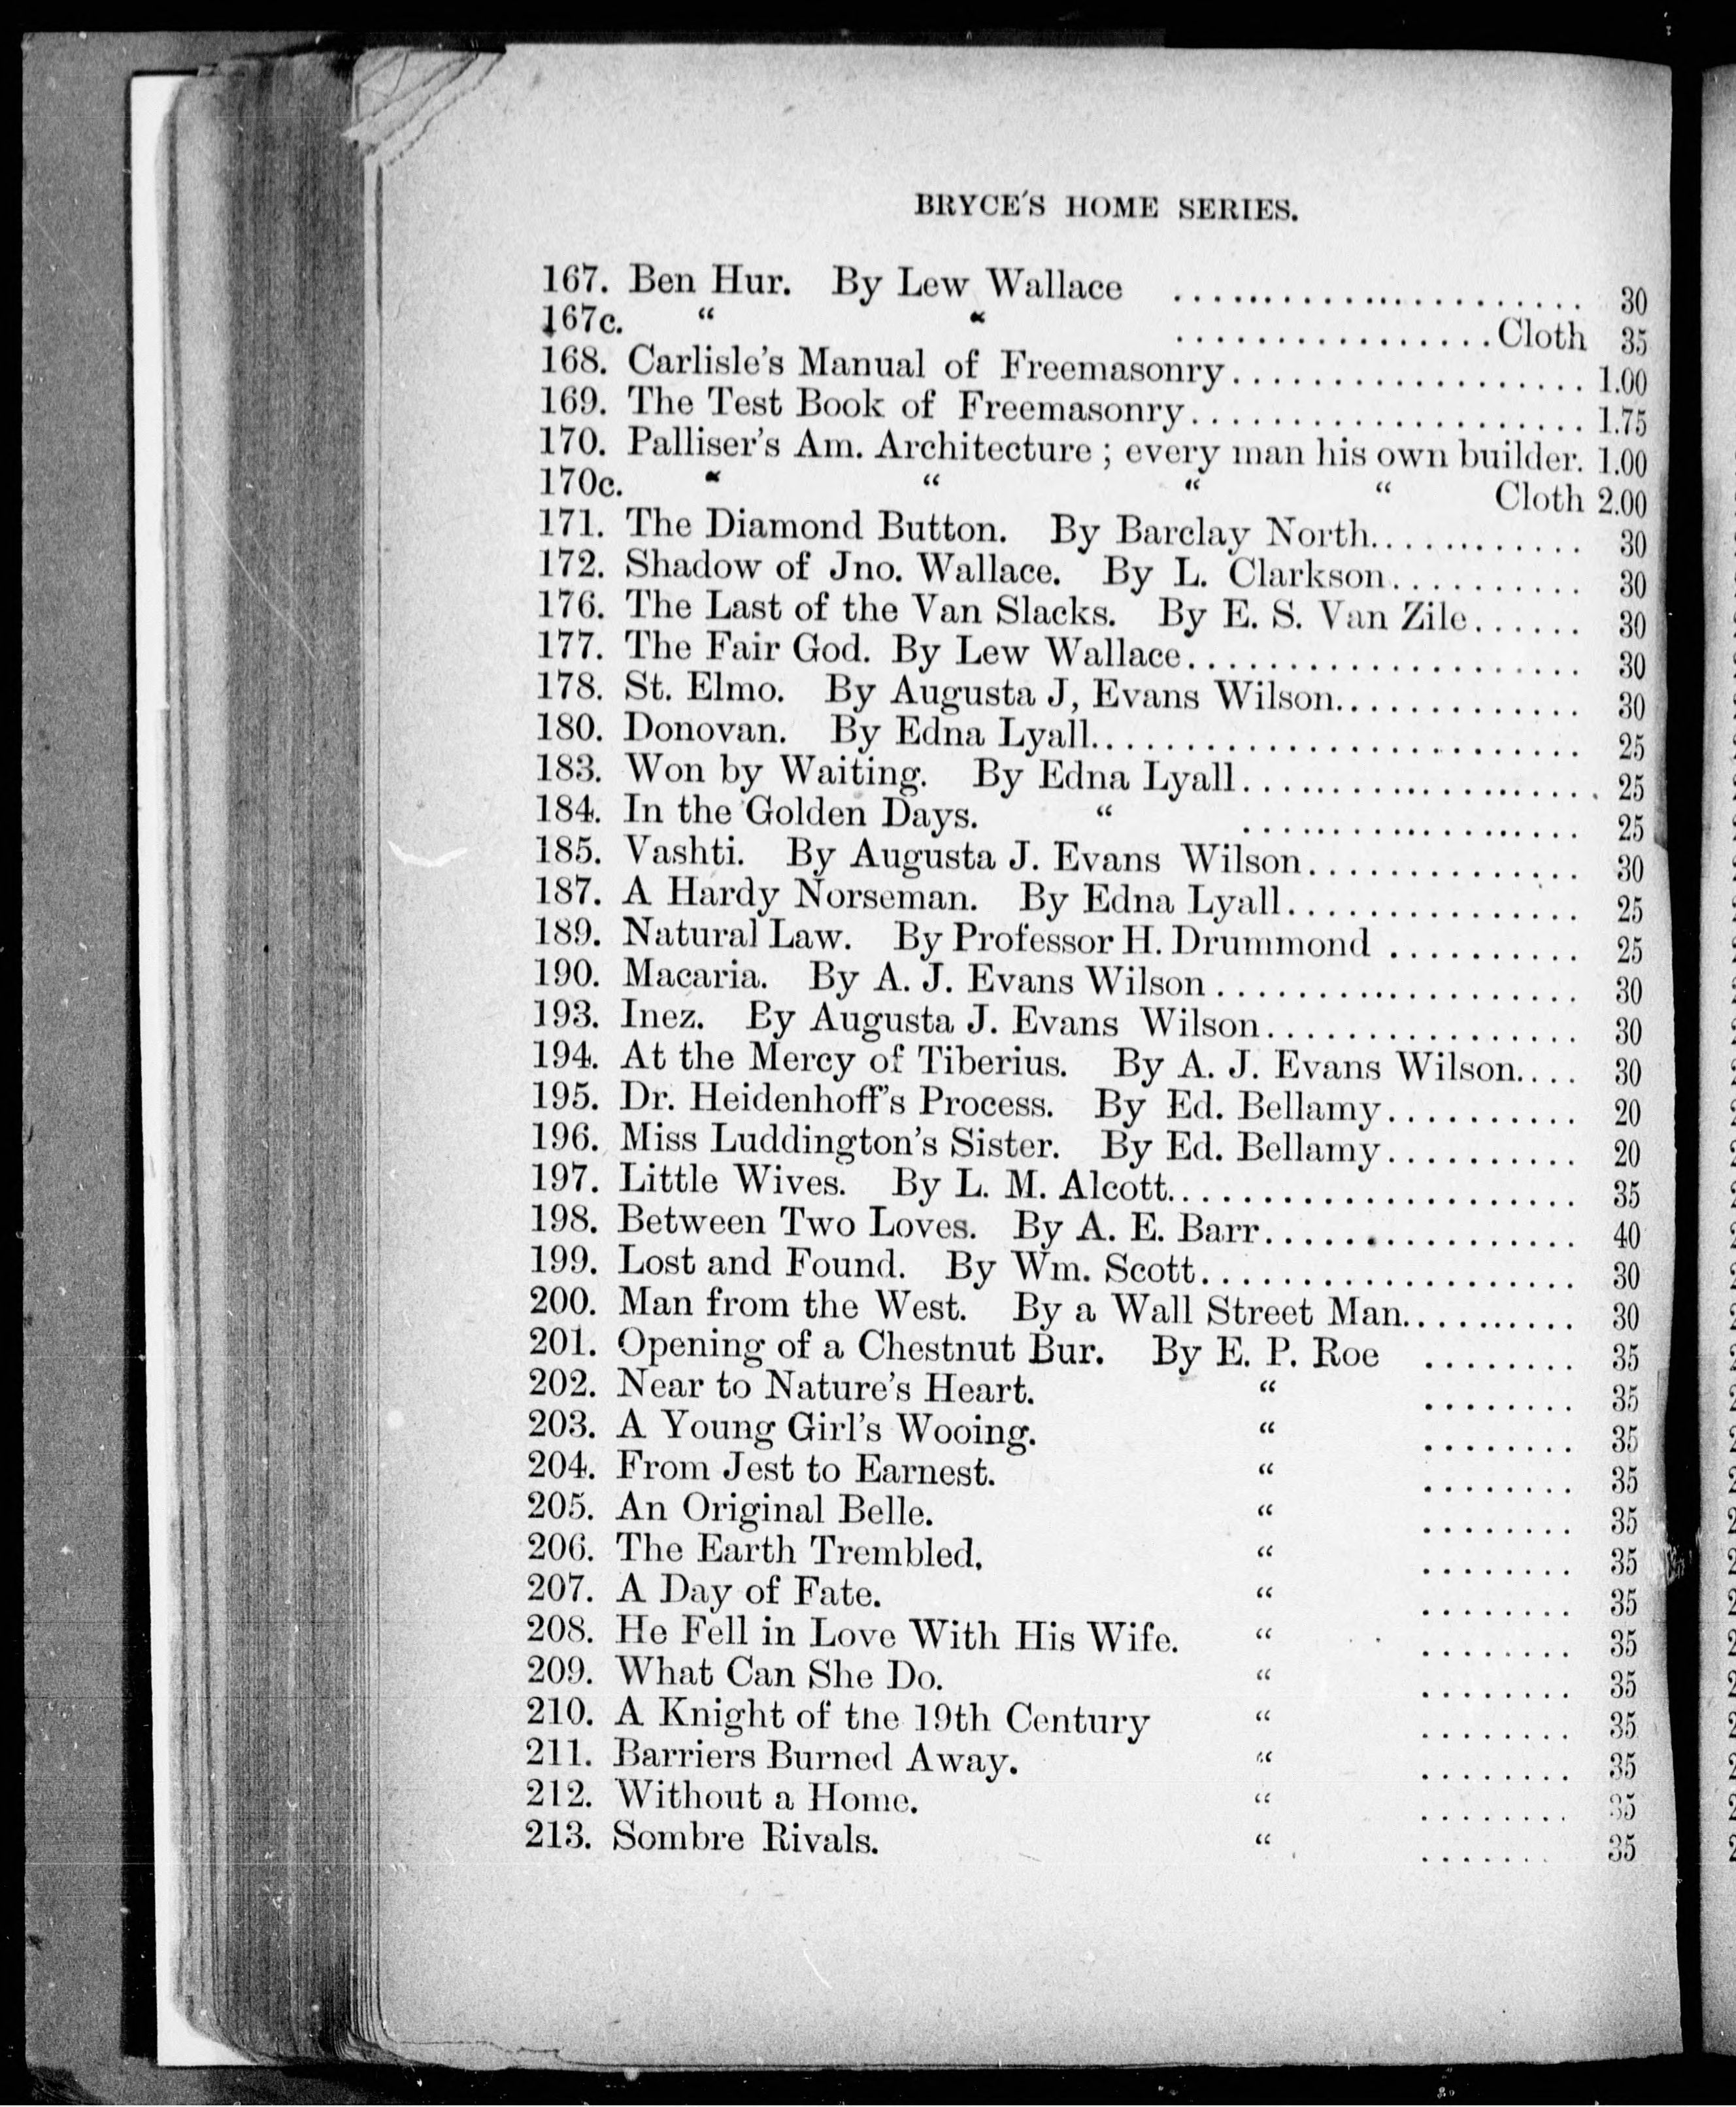 BRYCE'S HOME SERIES.
167. Ben Hur. By Lew Wallace ........................ 30
167c. " " .................. Cloth 35
168. Carlisle's Manual of Freemasonry................... 1.00
169. The Test Book of Freemasonry..................... 1.75
170. Palliser's Am. Architecture ; every man his own builder. 1.00
170c. " " " " Cloth 2.00
171. The Diamond Button. By Barclay North............ 30
172. Shadow of Jno. Wallace. By L. Clarkson........... 30
176. The Last of the Van Slacks. By E. S. Van Zile...... 30
177. The Fair God. By Lew Wallace..................... 30
178. St. Elmo. By Augusta J, Evans Wilson............. 30
180. Donovan. By Edna Lyall.......................... 25
183. Won by Waiting. By Edna Lyall.................... 25
184. In the Golden Days. " .................... 25
185. Vashti. By Augusta J. Evans Wilson............... 30
187. A Hardy Norseman. By Edna Lyall................ 25
189. Natural Law. By Professor H. Drummond .......... 25
190. Macaria. By A. J. Evans Wilson .................... 30
193. Inez. By Augusta J. Evans Wilson................. 30
194. At the Mercy of Tiberius. By A. J. Evans Wilson.... 30
195. Dr. Heidenhoff's Process. By Ed. Bellamy.......... 20
196. Miss Luddington's Sister. By Ed. Bellamy.......... 20
197. Little Wives. By L. M. Alcott...................... 35
198. Between Two Loves. By A. E. Barr................. 40
199. Lost and Found. By Wm. Scott.................... 30
200. Man from the West. By a Wall Street Man.......... 30
201. Opening of a Chestnut Bur. By E. P. Roe ........ 35
202. Near to Nature's Heart. " ........ 35
203. A Young Girl's Wooing. " ........ 35
204. From Jest to Earnest. " ........ 35
205. An Original Belle. " ........ 35
206. The Earth Trembled, " ........ 35
207. A Day of Fate. " ........ 35
208. He Fell in Love With His Wife. " ........ 35
209. What Can She Do. " ........ 35
210. A Knight of the 19th Century " ........ 35
211. Barriers Burned Away. " ........ 35
212. Without a Home. " ........ 35
213. Sombre Rivals. " ....... 35